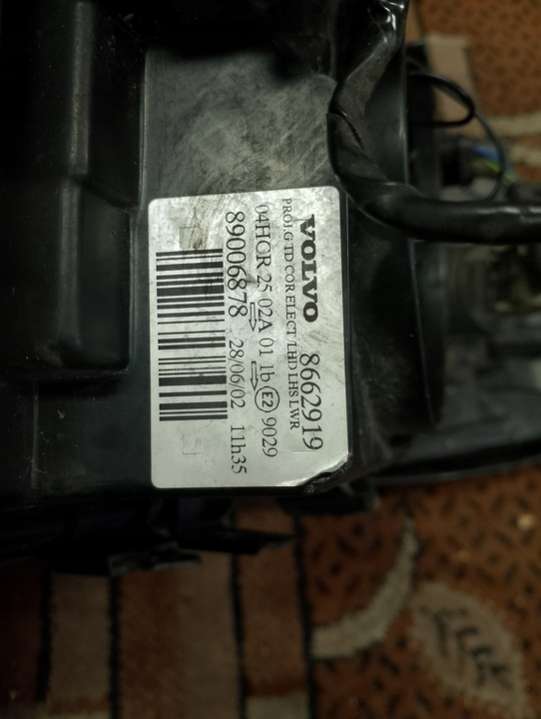 VOLVO 8662919
PROJ.G TD COR ELECT/LHD LHS LWR
04HCR 25 02A 01 1b E2 9029
89006878 28/06/02 11h35